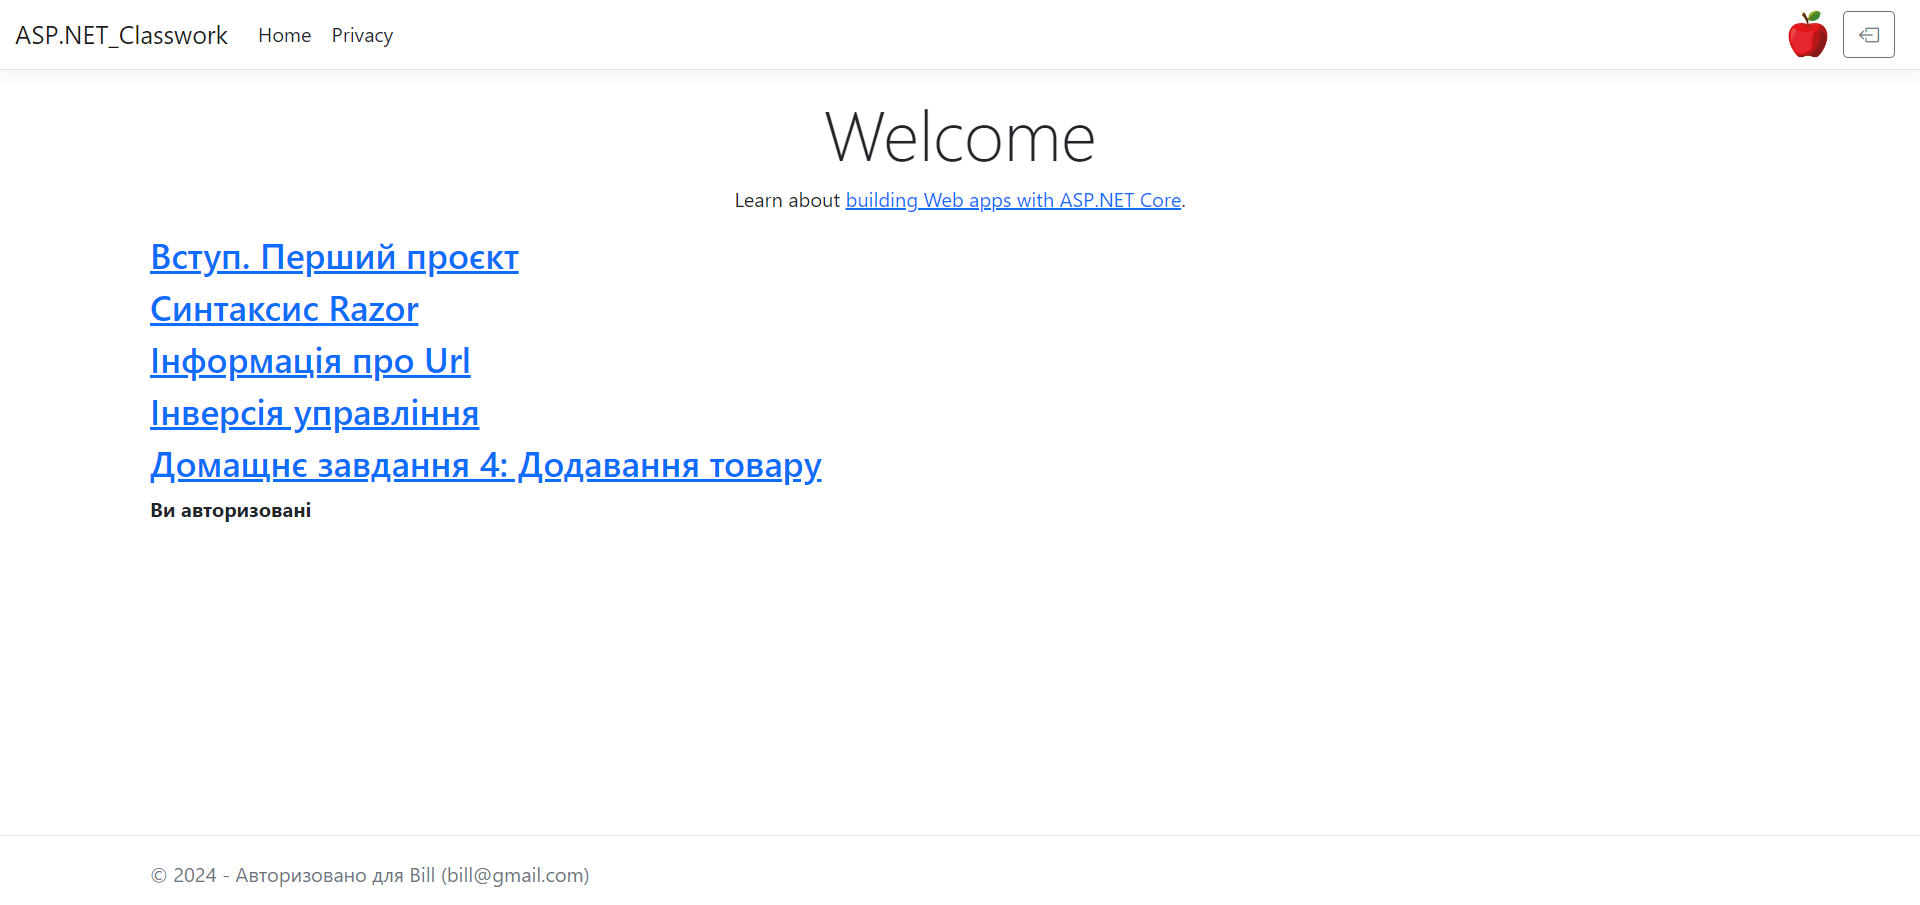 ASP.NET_Classwork Home Privacy
Welcome
Learn about building Web apps with ASP.NET Core.
Вступ. Перший проєкт
Синтаксис Razor
Інформація про Url
Інверсія управління
Домащнє завдання 4: Додавання товару
Ви авторизовані
© 2024 - Авторизовано для Bill (bill@gmail.com)